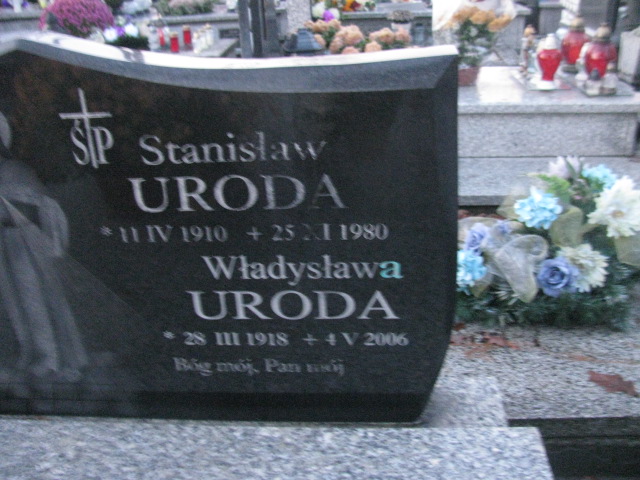 ŚP
Stanisław
URODA
* 11 IV 1910 + 25 XI 1980
Władysława
URODA
* 28 III 1918 + 4 V 2006
Bóg mój, Pan mój